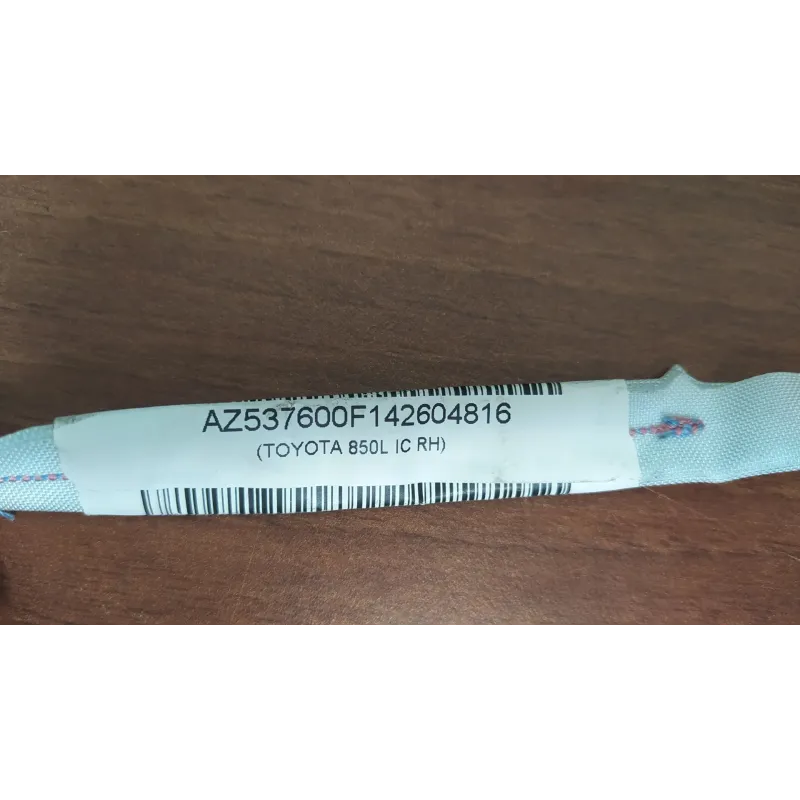 AZ537600F142604816
(TOYOTA 850L IC RH)